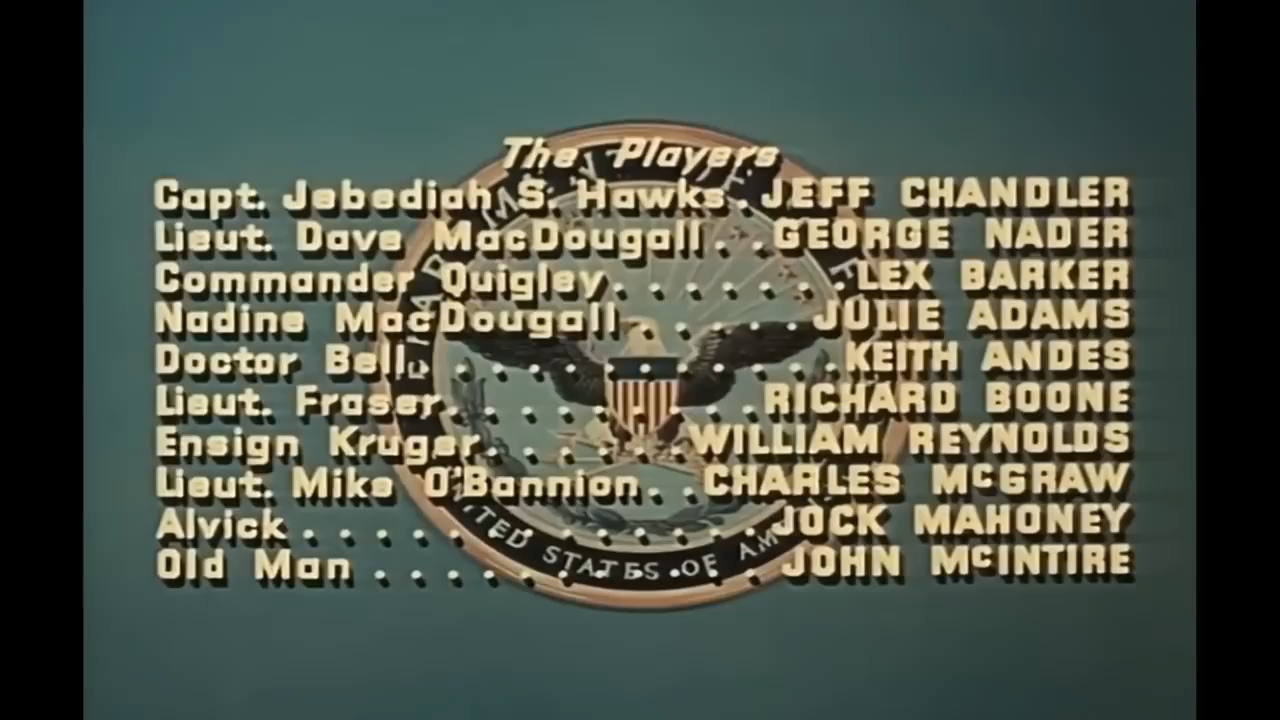 The Players
Capt. Jebediah S. Hawks . JEFF CHANDLER
Lieut. Dave MacDougall . . GEORGE NADER
Commander Quigley . . . . . . LEX BARKER
Nadine MacDougall . . . . . JULIE ADAMS
Doctor Bell . . . . . . . . . . . . KEITH ANDES
Lieut. Fraser . . . . . . . . RICHARD BOONE
Ensign Kruger . . . . . . WILLIAM REYNOLDS
Lieut. Mike O'Bannion . . CHARLES McGRAW
Alvick . . . . . . . . . . . . . JOCK MAHONEY
Old Man . . . . . . . . . . . JOHN McINTIRE
STATES OF